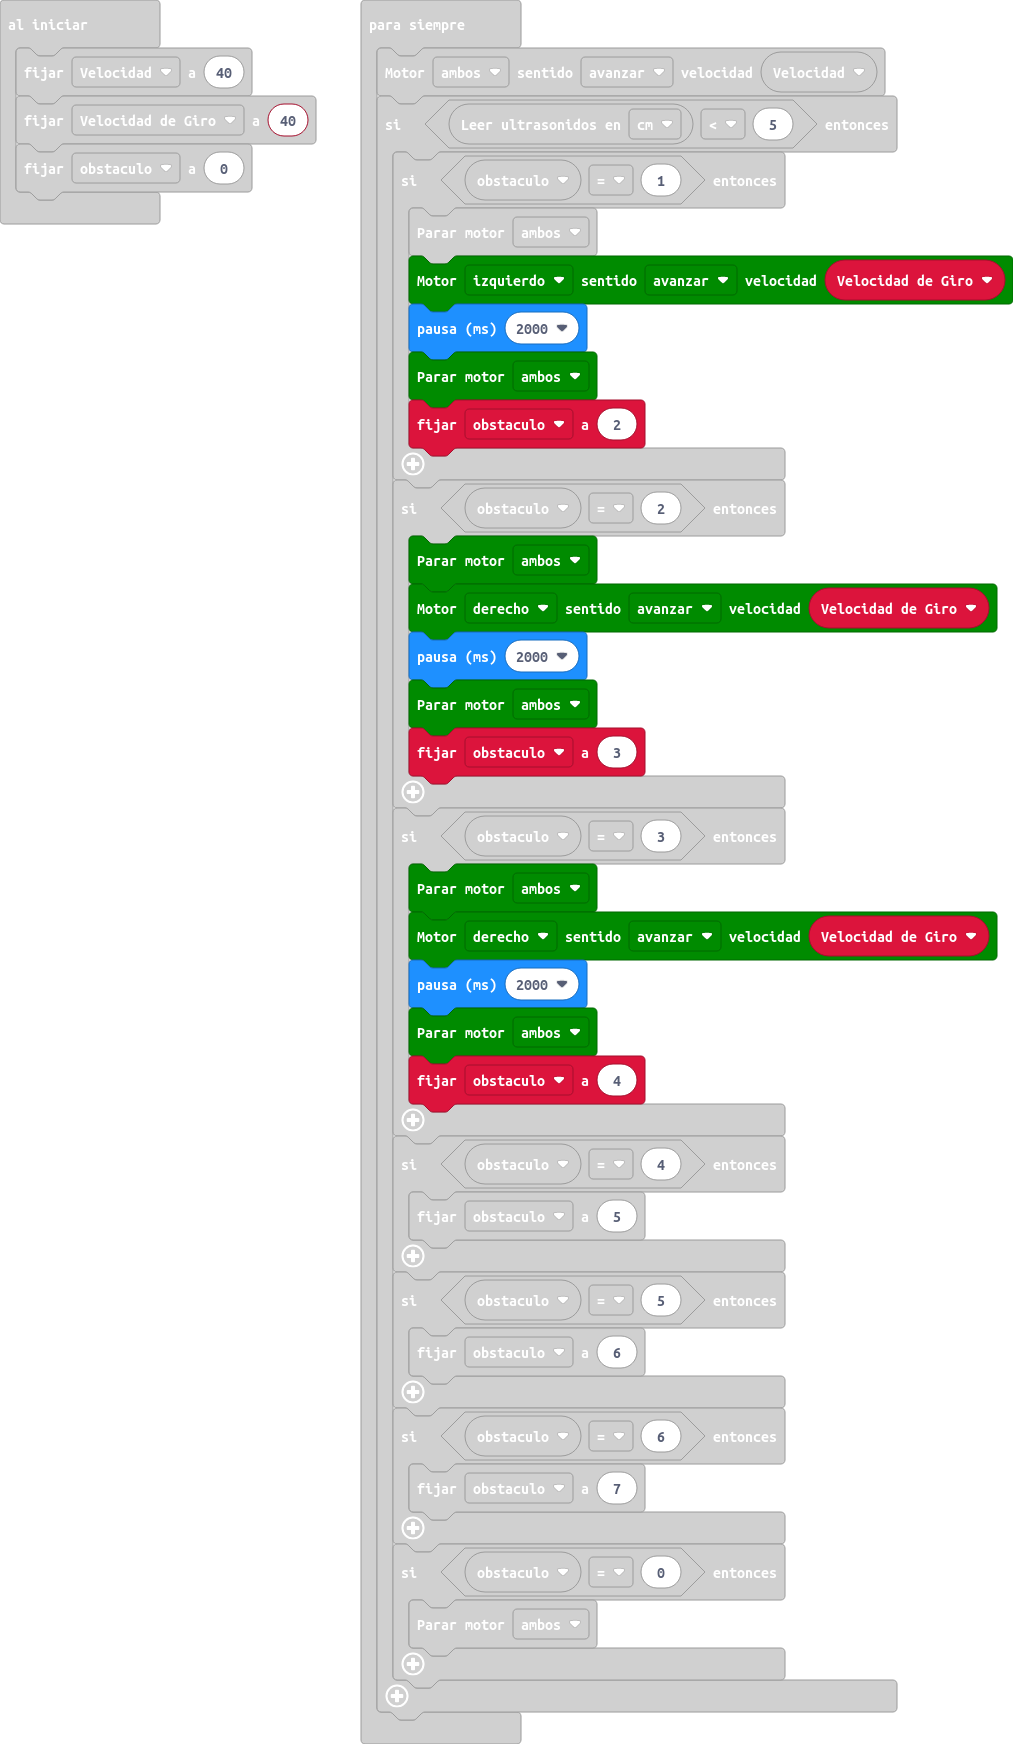 al iniciar
fijar Velocidad a 40
fijar Velocidad de Giro a 40
fijar obstaculo a 0
para siempre
Motor ambos sentido avanzar velocidad Velocidad
si Leer ultrasonidos en cm < 5 entonces
si obstaculo = 1 entonces
Parar motor ambos
Motor izquierdo sentido avanzar velocidad Velocidad de Giro
pausa (ms) 2000
Parar motor ambos
fijar obstaculo a 2
si obstaculo = 2 entonces
Parar motor ambos
Motor derecho sentido avanzar velocidad Velocidad de Giro
pausa (ms) 2000
Parar motor ambos
fijar obstaculo a 3
si obstaculo = 3 entonces
Parar motor ambos
Motor derecho sentido avanzar velocidad Velocidad de Giro
pausa (ms) 2000
Parar motor ambos
fijar obstaculo a 4
si obstaculo = 4 entonces
fijar obstaculo a 5
si obstaculo = 5 entonces
fijar obstaculo a 6
si obstaculo = 6 entonces
fijar obstaculo a 7
si obstaculo = 0 entonces
Parar motor ambos